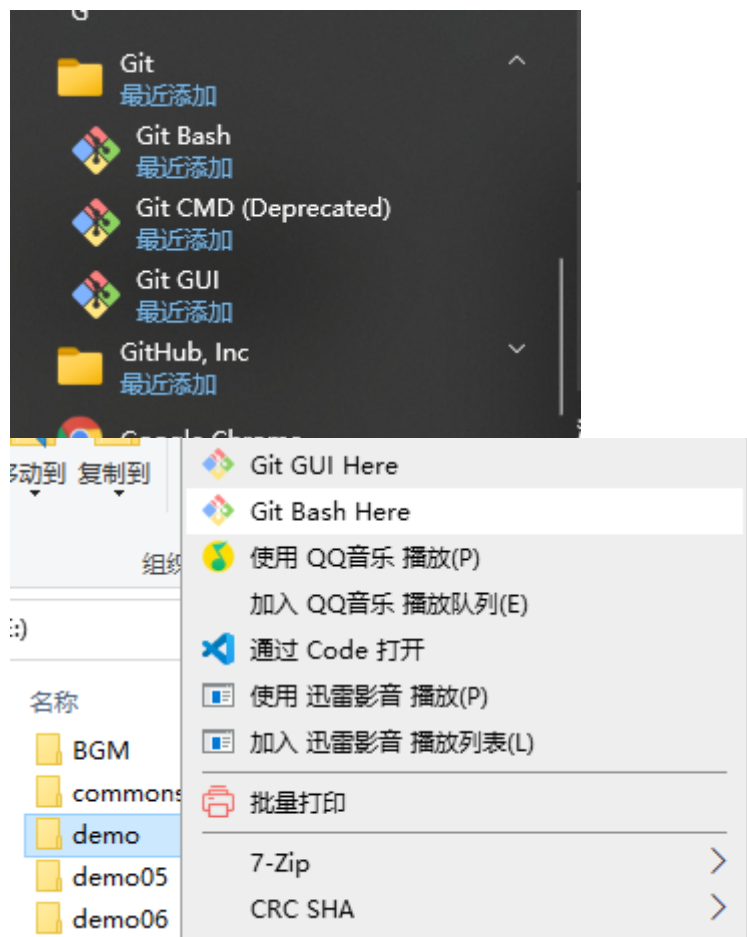 Git
最近添加
Git Bash
最近添加
Git CMD (Deprecated)
最近添加
Git GUI
最近添加
GitHub, Inc
最近添加
Google Chrome
移动到 复制到
组织
:)
名称
BGM
commons
demo
demo05
demo06
Git GUI Here
Git Bash Here
使用 QQ音乐 播放(P)
加入 QQ音乐 播放队列(E)
通过 Code 打开
使用 迅雷影音 播放(P)
加入 迅雷影音 播放列表(L)
批量打印
7-Zip
CRC SHA